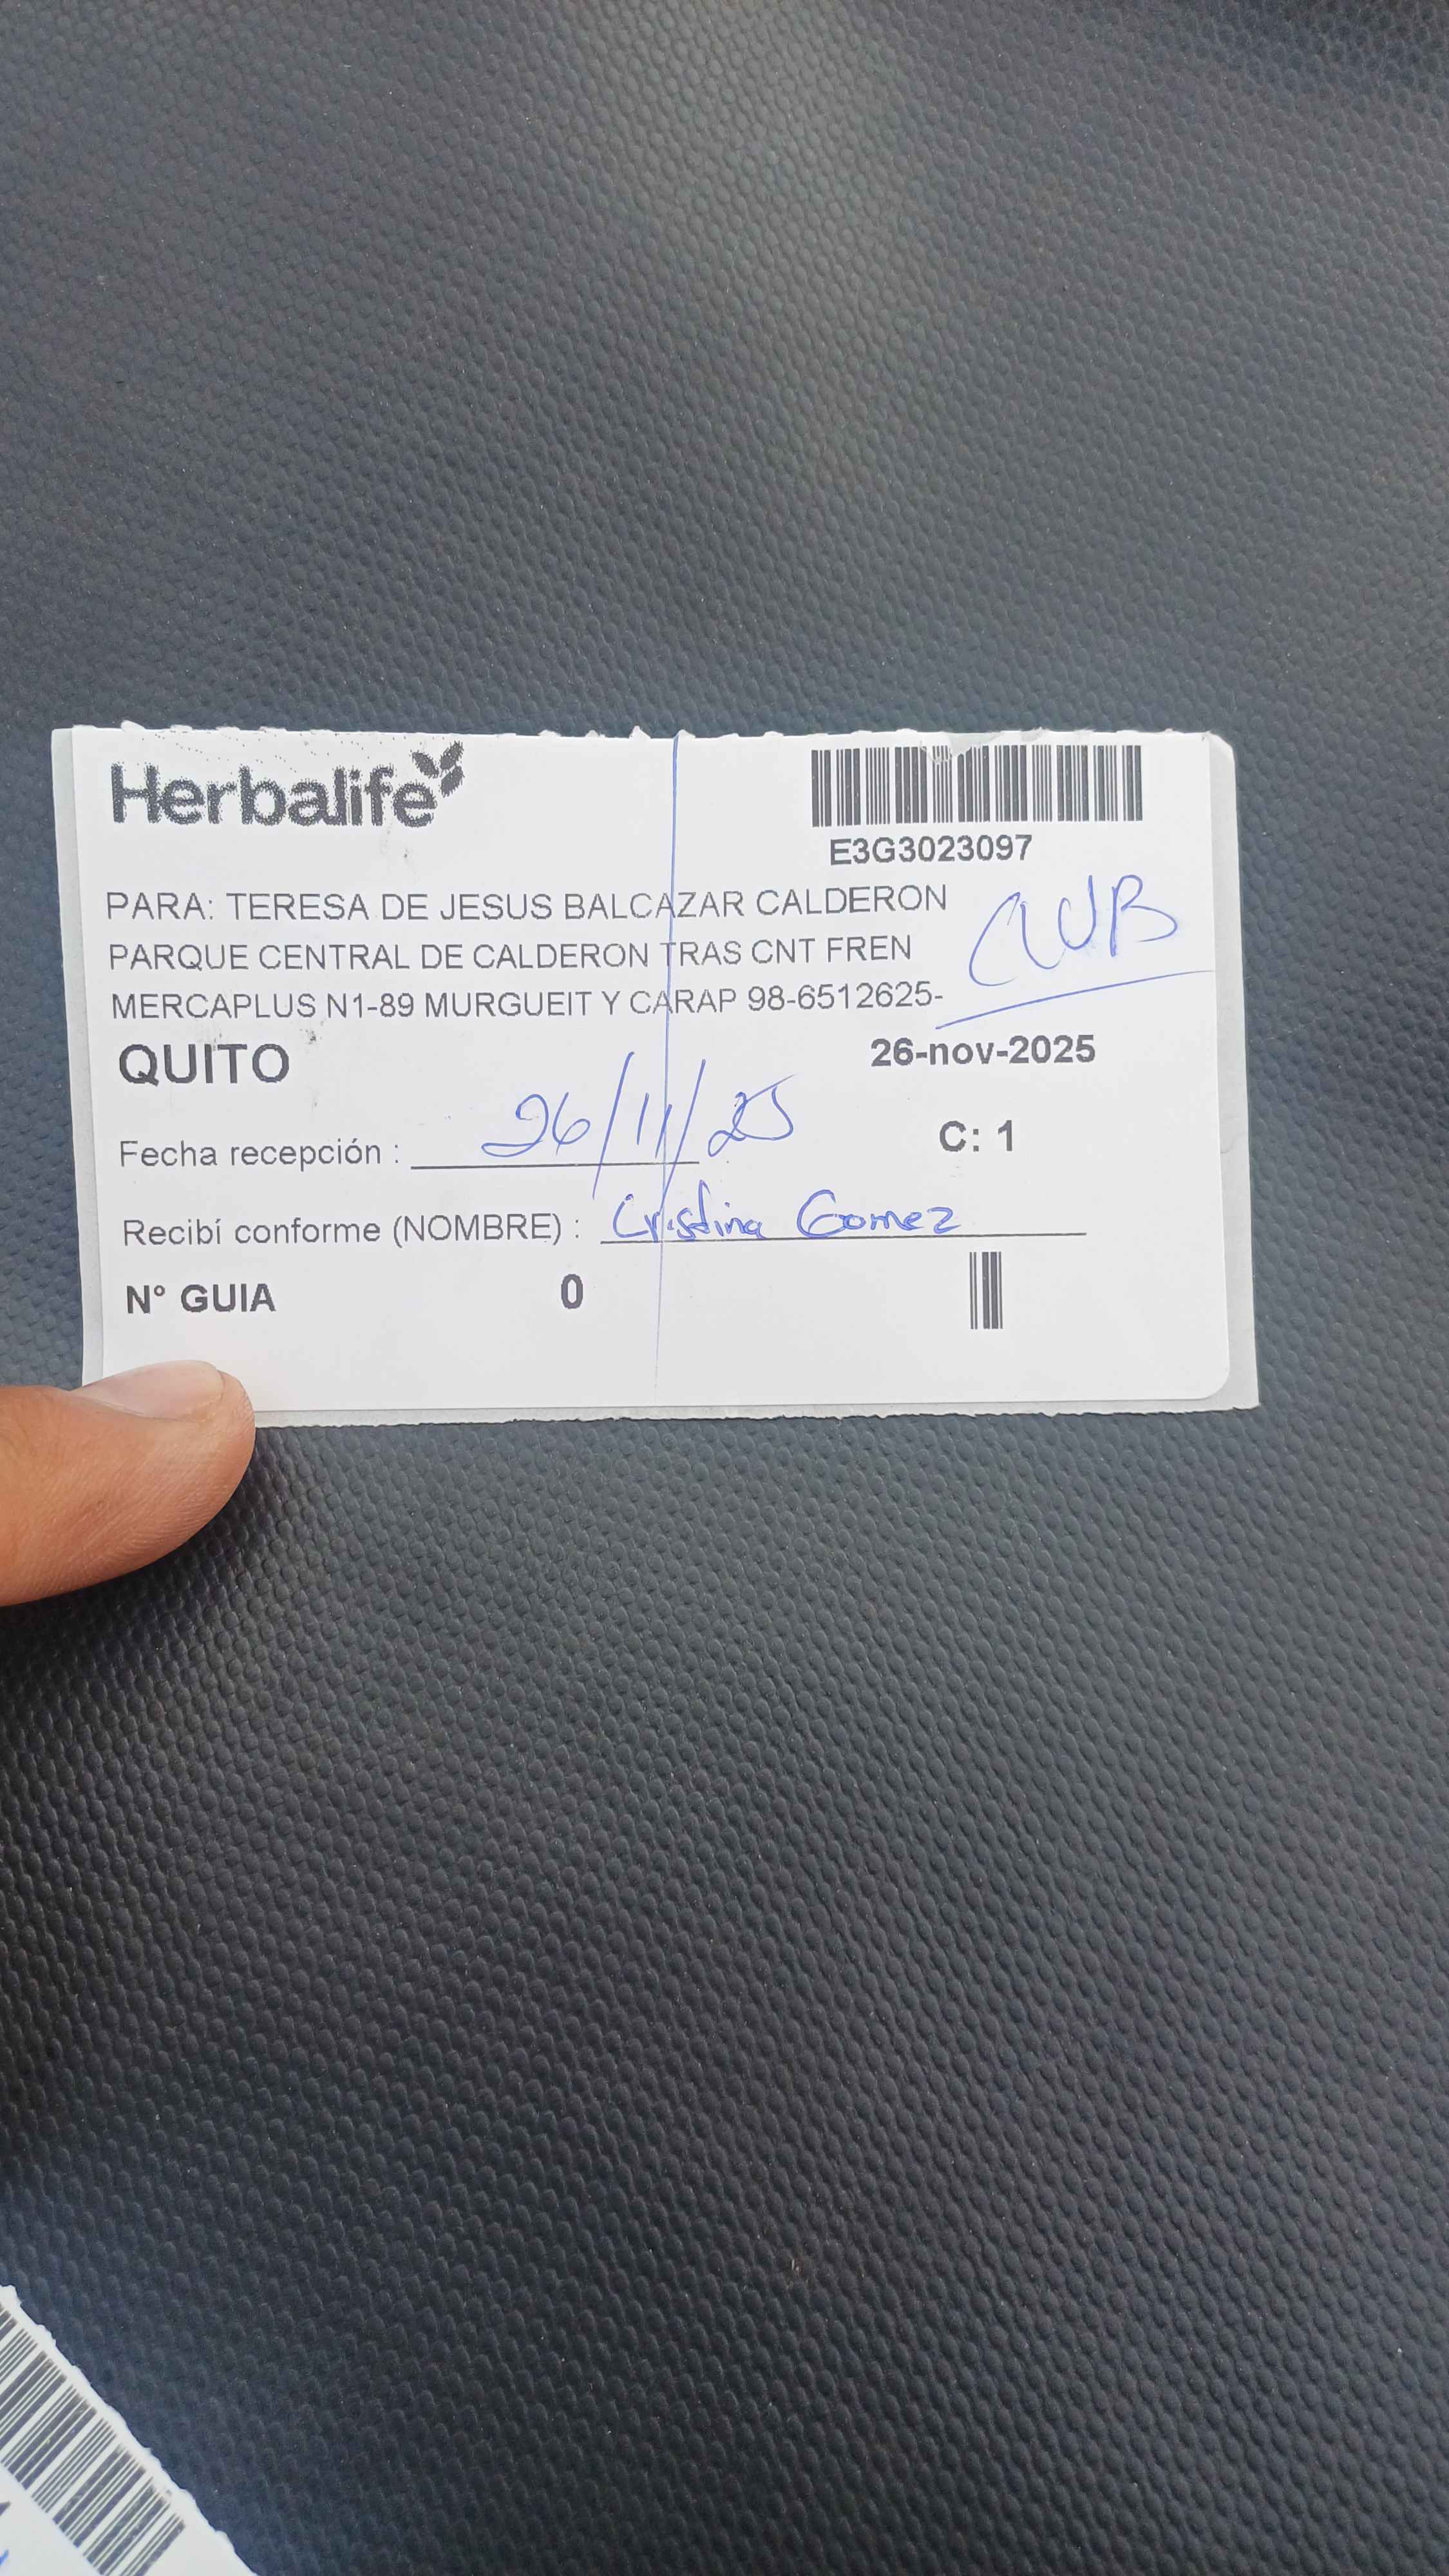 Herbalife
E3G3023097
PARA: TERESA DE JESUS BALCAZAR CALDERON
PARQUE CENTRAL DE CALDERON TRAS CNT FREN
MERCAPLUS N1-89 MURGUEIT Y CARAP 98-6512625-
QUITO
26-nov-2025
Fecha recepción : 26/11/25
C: 1
Recibí conforme (NOMBRE) : Cristina Gomez
N° GUIA 0